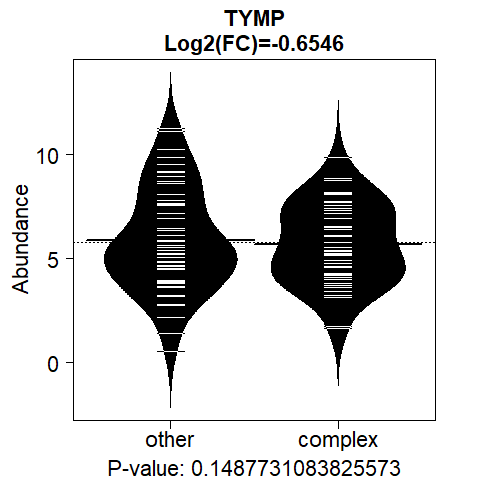 TYMP
Log2(FC)=-0.6546
Abundance
10
5
0
other complex
P-value: 0.1487731083825573